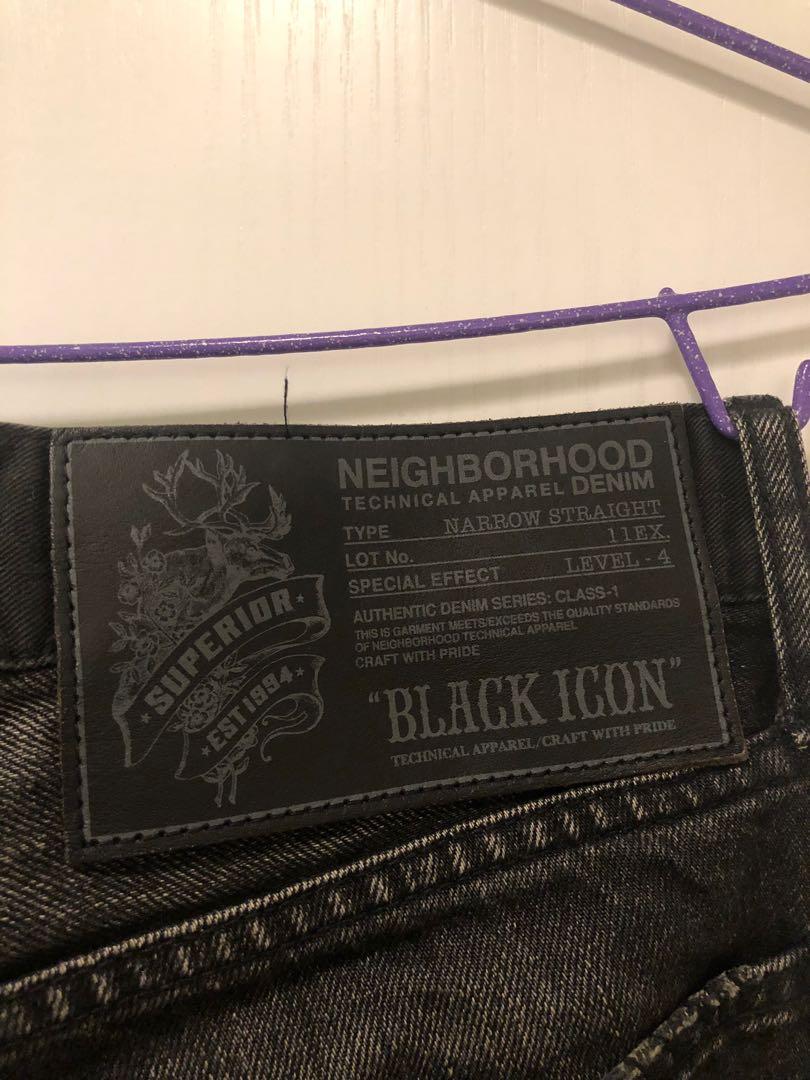 NEIGHBORHOOD
TECHNICAL APPAREL DENIM
TYPE NARROW STRAIGHT
LOT No. 11EX.
SPECIAL EFFECT LEVEL-4
AUTHENTIC DENIM SERIES: CLASS-1
THIS IS GARMENT MEETS/EXCEEDS THE QUALITY STANDARDS
OF NEIGHBORHOOD TECHNICAL APPAREL
CRAFT WITH PRIDE
"BLACK ICON"
TECHNICAL APPAREL/CRAFT WITH PRIDE
SUPERIOR
EST 1994